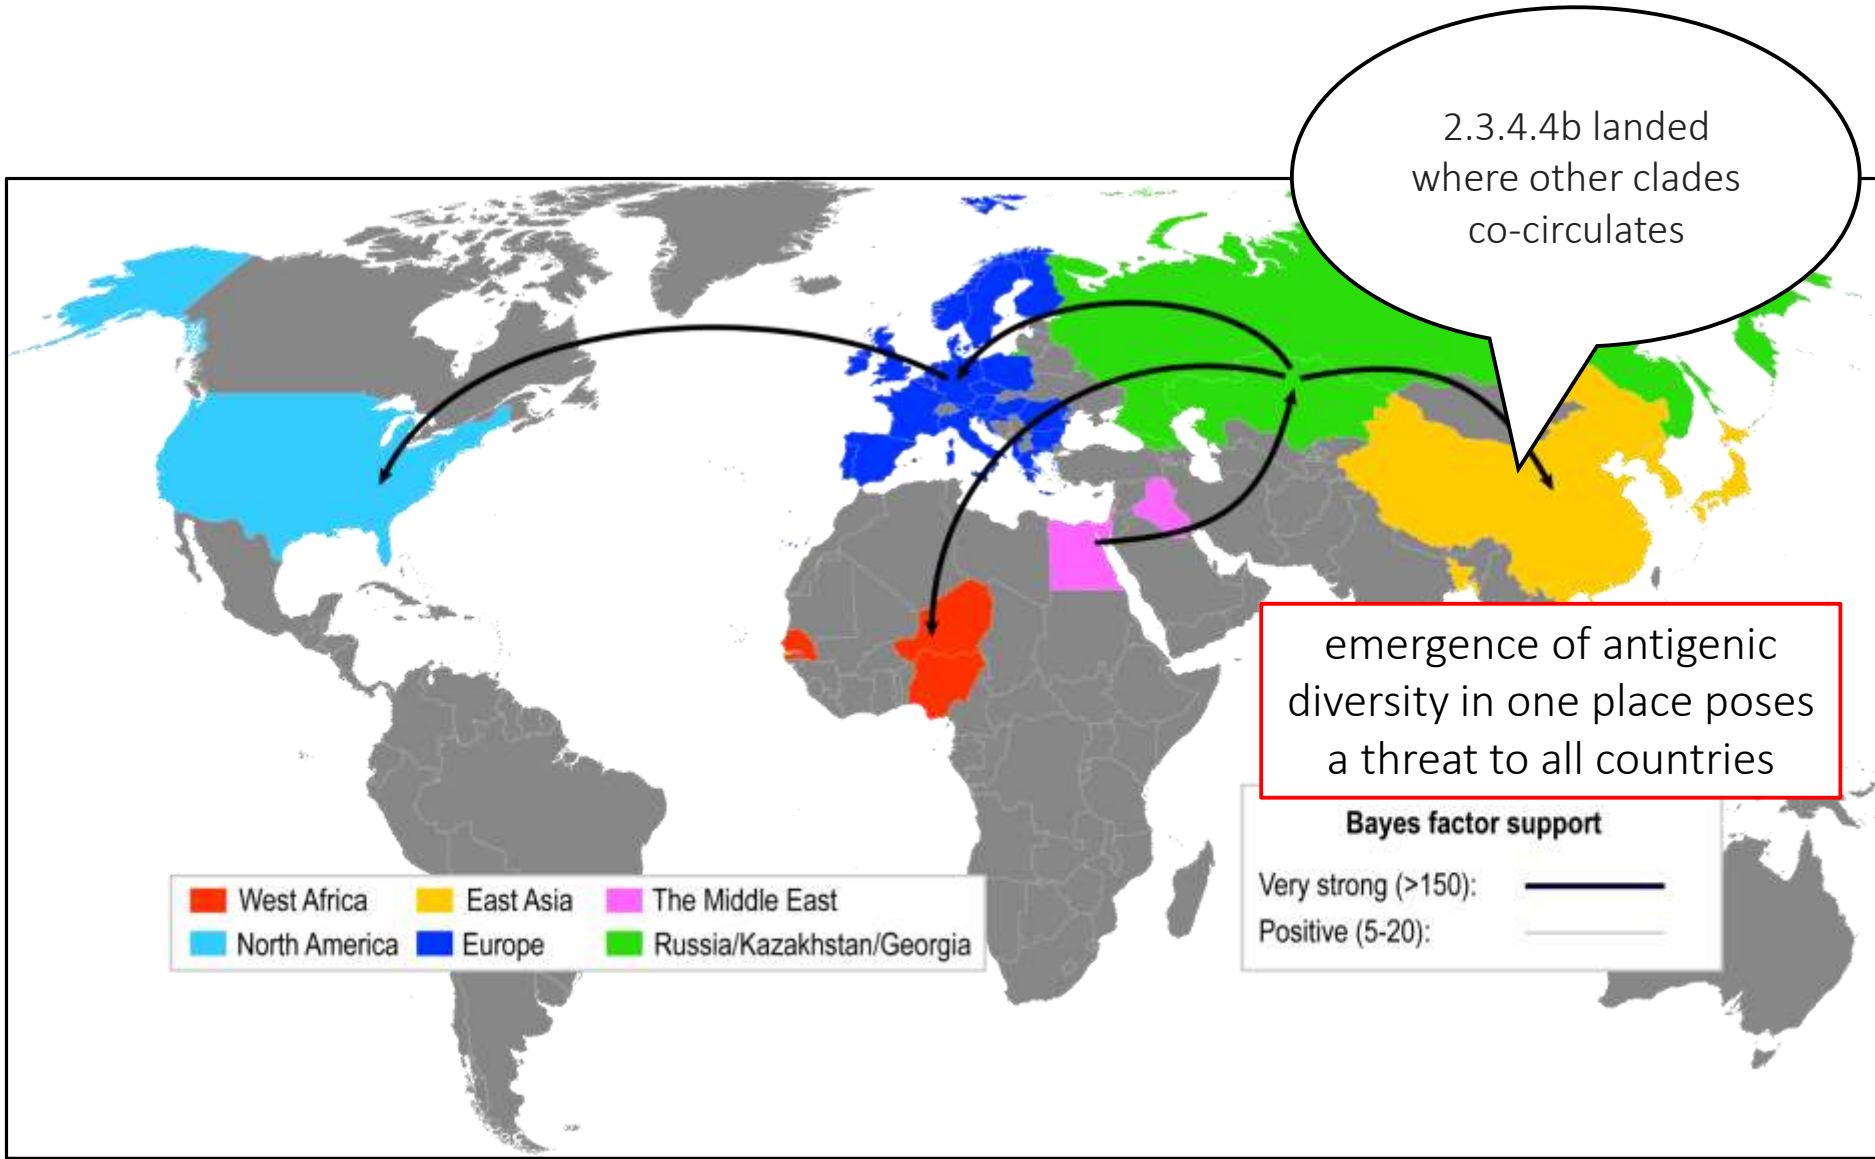 2.3.4.4b landed
where other clades
co-circulates
emergence of antigenic
diversity in one place poses
a threat to all countries
Bayes factor support
Very strong (>150):
Positive (5-20):
West Africa East Asia The Middle East
North America Europe Russia/Kazakhstan/Georgia